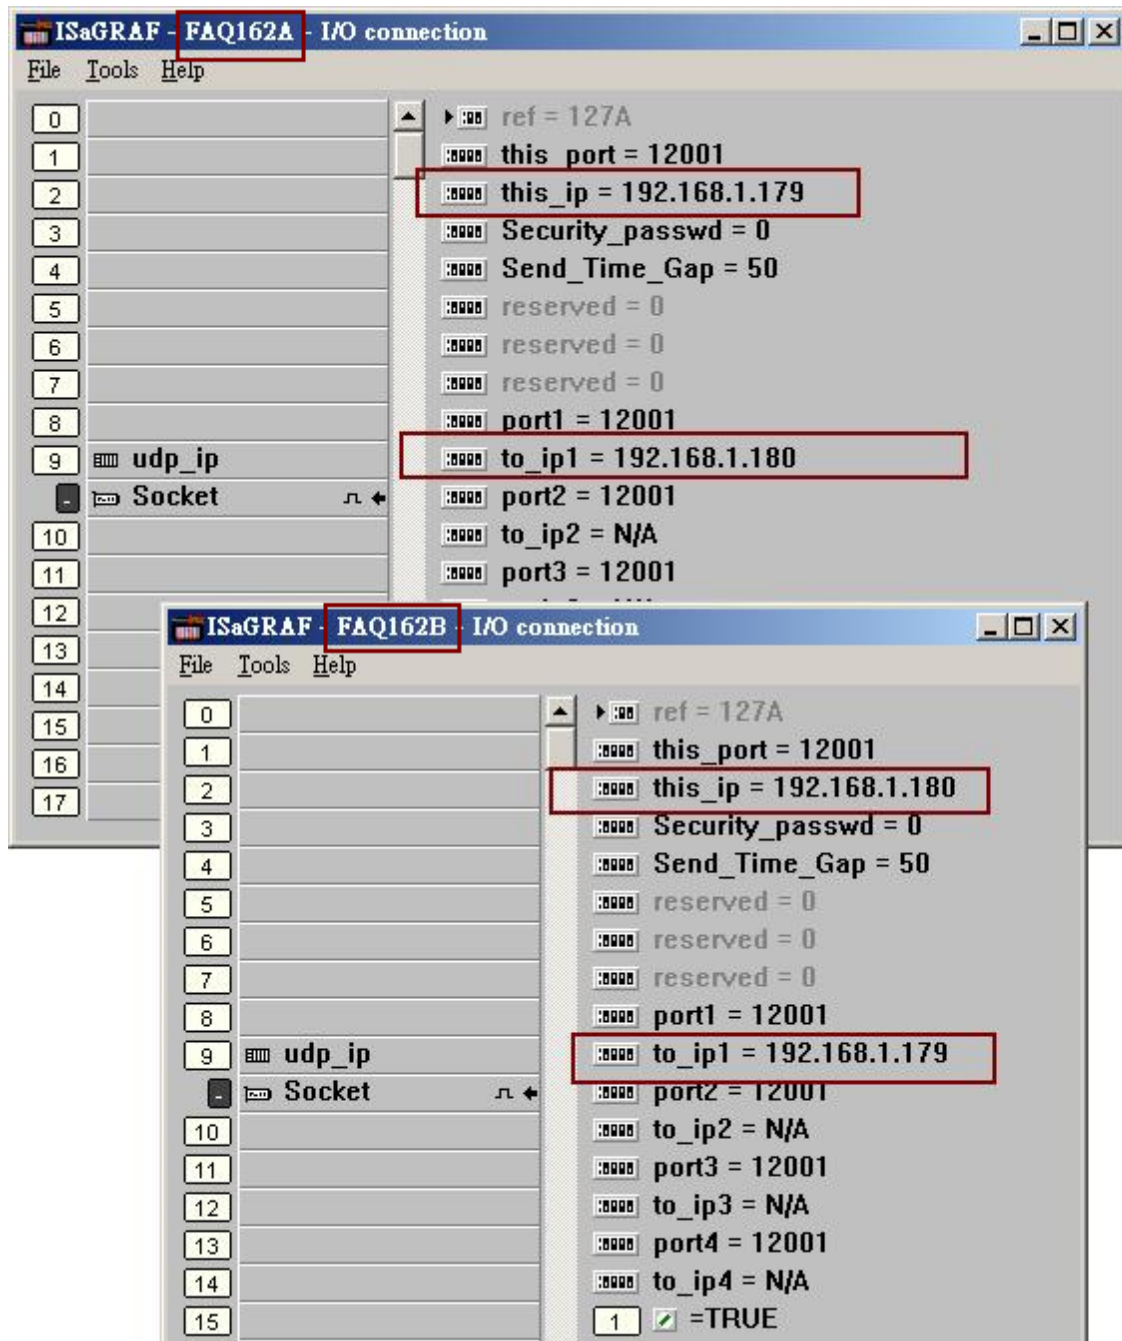 ISaGRAF - FAQ162A - I/O connection
File Tools Help
0
1
2
3
4
5
6
7
8
9 udp_ip
- Socket
10
11
12
13
14
15
16
17
ref = 127A
this_port = 12001
this_ip = 192.168.1.179
Security_passwd = 0
Send_Time_Gap = 50
reserved = 0
reserved = 0
reserved = 0
port1 = 12001
to_ip1 = 192.168.1.180
port2 = 12001
to_ip2 = N/A
port3 = 12001
ISaGRAF - FAQ162B - I/O connection
File Tools Help
0
1
2
3
4
5
6
7
8
9 udp_ip
- Socket
10
11
12
13
14
15
ref = 127A
this_port = 12001
this_ip = 192.168.1.180
Security_passwd = 0
Send_Time_Gap = 50
reserved = 0
reserved = 0
reserved = 0
port1 = 12001
to_ip1 = 192.168.1.179
port2 = 12001
to_ip2 = N/A
port3 = 12001
to_ip3 = N/A
port4 = 12001
to_ip4 = N/A
1 =TRUE